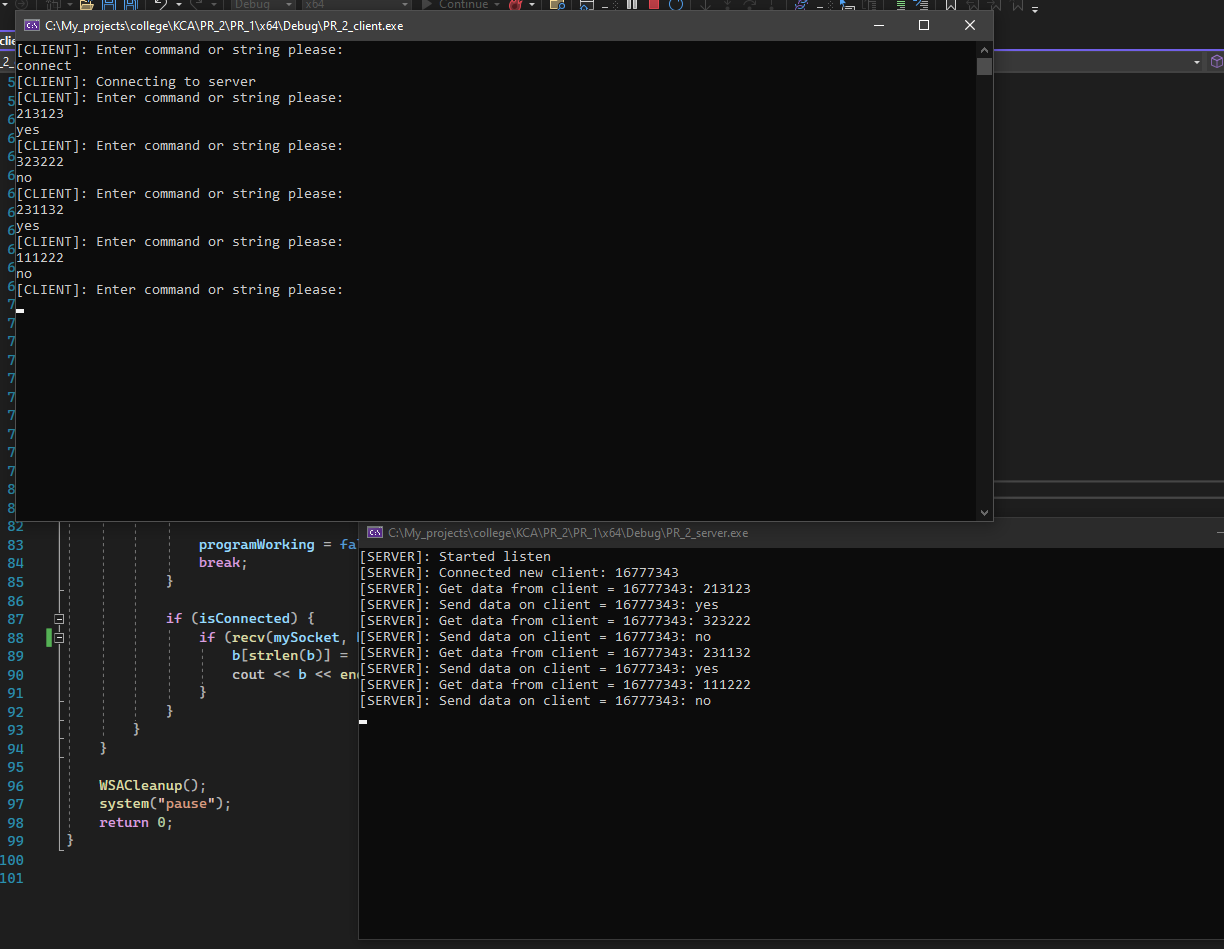 Debug x64 Continue
C:\My_projects\college\KCA\PR_2\PR_1\x64\Debug\PR_2_client.exe
[CLIENT]: Enter command or string please:
connect
[CLIENT]: Connecting to server
[CLIENT]: Enter command or string please:
213123
yes
[CLIENT]: Enter command or string please:
323222
no
[CLIENT]: Enter command or string please:
231132
yes
[CLIENT]: Enter command or string please:
111222
no
[CLIENT]: Enter command or string please:
82
83 programWorking =
84 break;
85 }
86
87 if (isConnected) {
88 if (recv(mySocket,
89 b[strlen(b)] =
90 cout << b <<
91 }
92 }
93 }
94 }
95
96 WSACleanup();
97 system("pause");
98 return 0;
99 }
100
101
C:\My_projects\college\KCA\PR_2\PR_1\x64\Debug\PR_2_server.exe
[SERVER]: Started listen
[SERVER]: Connected new client: 16777343
[SERVER]: Get data from client = 16777343: 213123
[SERVER]: Send data on client = 16777343: yes
[SERVER]: Get data from client = 16777343: 323222
[SERVER]: Send data on client = 16777343: no
[SERVER]: Get data from client = 16777343: 231132
[SERVER]: Send data on client = 16777343: yes
[SERVER]: Get data from client = 16777343: 111222
[SERVER]: Send data on client = 16777343: no